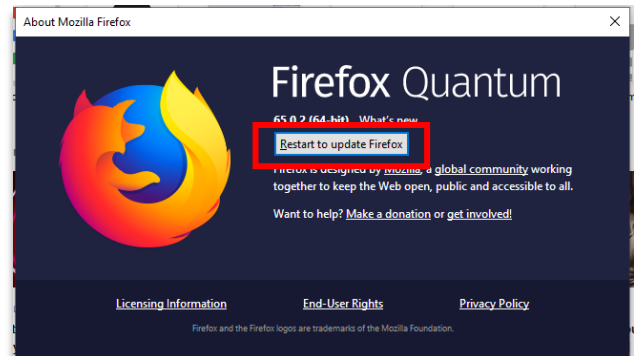 About Mozilla Firefox
Firefox Quantum
65.0.2 (64-bit) What's new
Restart to update Firefox
Firefox is designed by Mozilla, a global community working
together to keep the Web open, public and accessible to all.
Want to help? Make a donation or get involved!
Licensing Information End-User Rights Privacy Policy
Firefox and the Firefox logos are trademarks of the Mozilla Foundation.